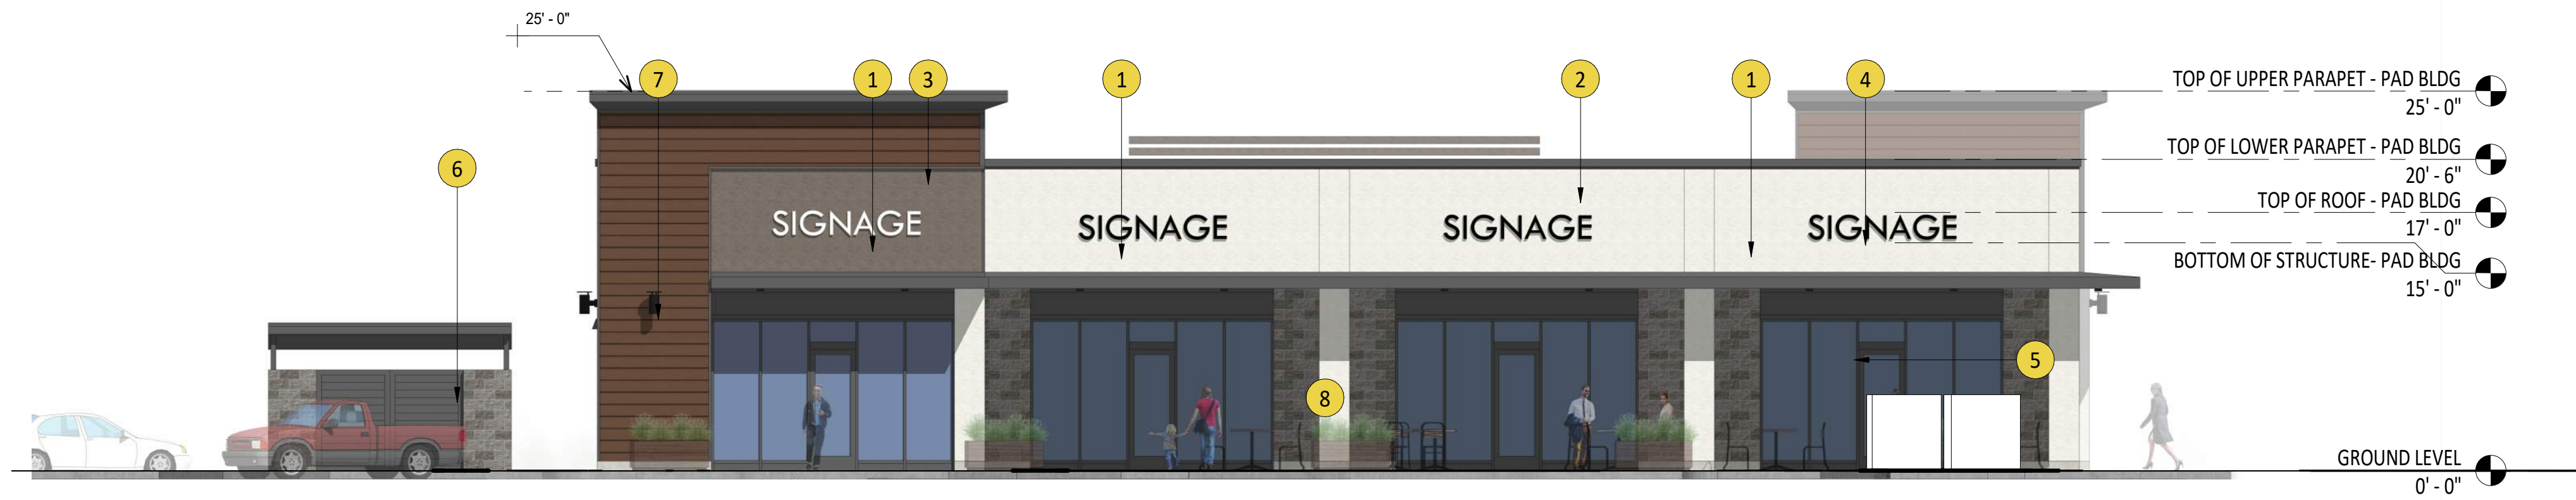 25' - 0"
7
1
3
1
2
1
4
TOP OF UPPER PARAPET - PAD BLDG
25' - 0"
TOP OF LOWER PARAPET - PAD BLDG
20' - 6"
6
TOP OF ROOF - PAD BLDG
17' - 0"
SIGNAGE
SIGNAGE
SIGNAGE
SIGNAGE
BOTTOM OF STRUCTURE- PAD BLDG
15' - 0"
5
8
GROUND LEVEL
0' - 0"